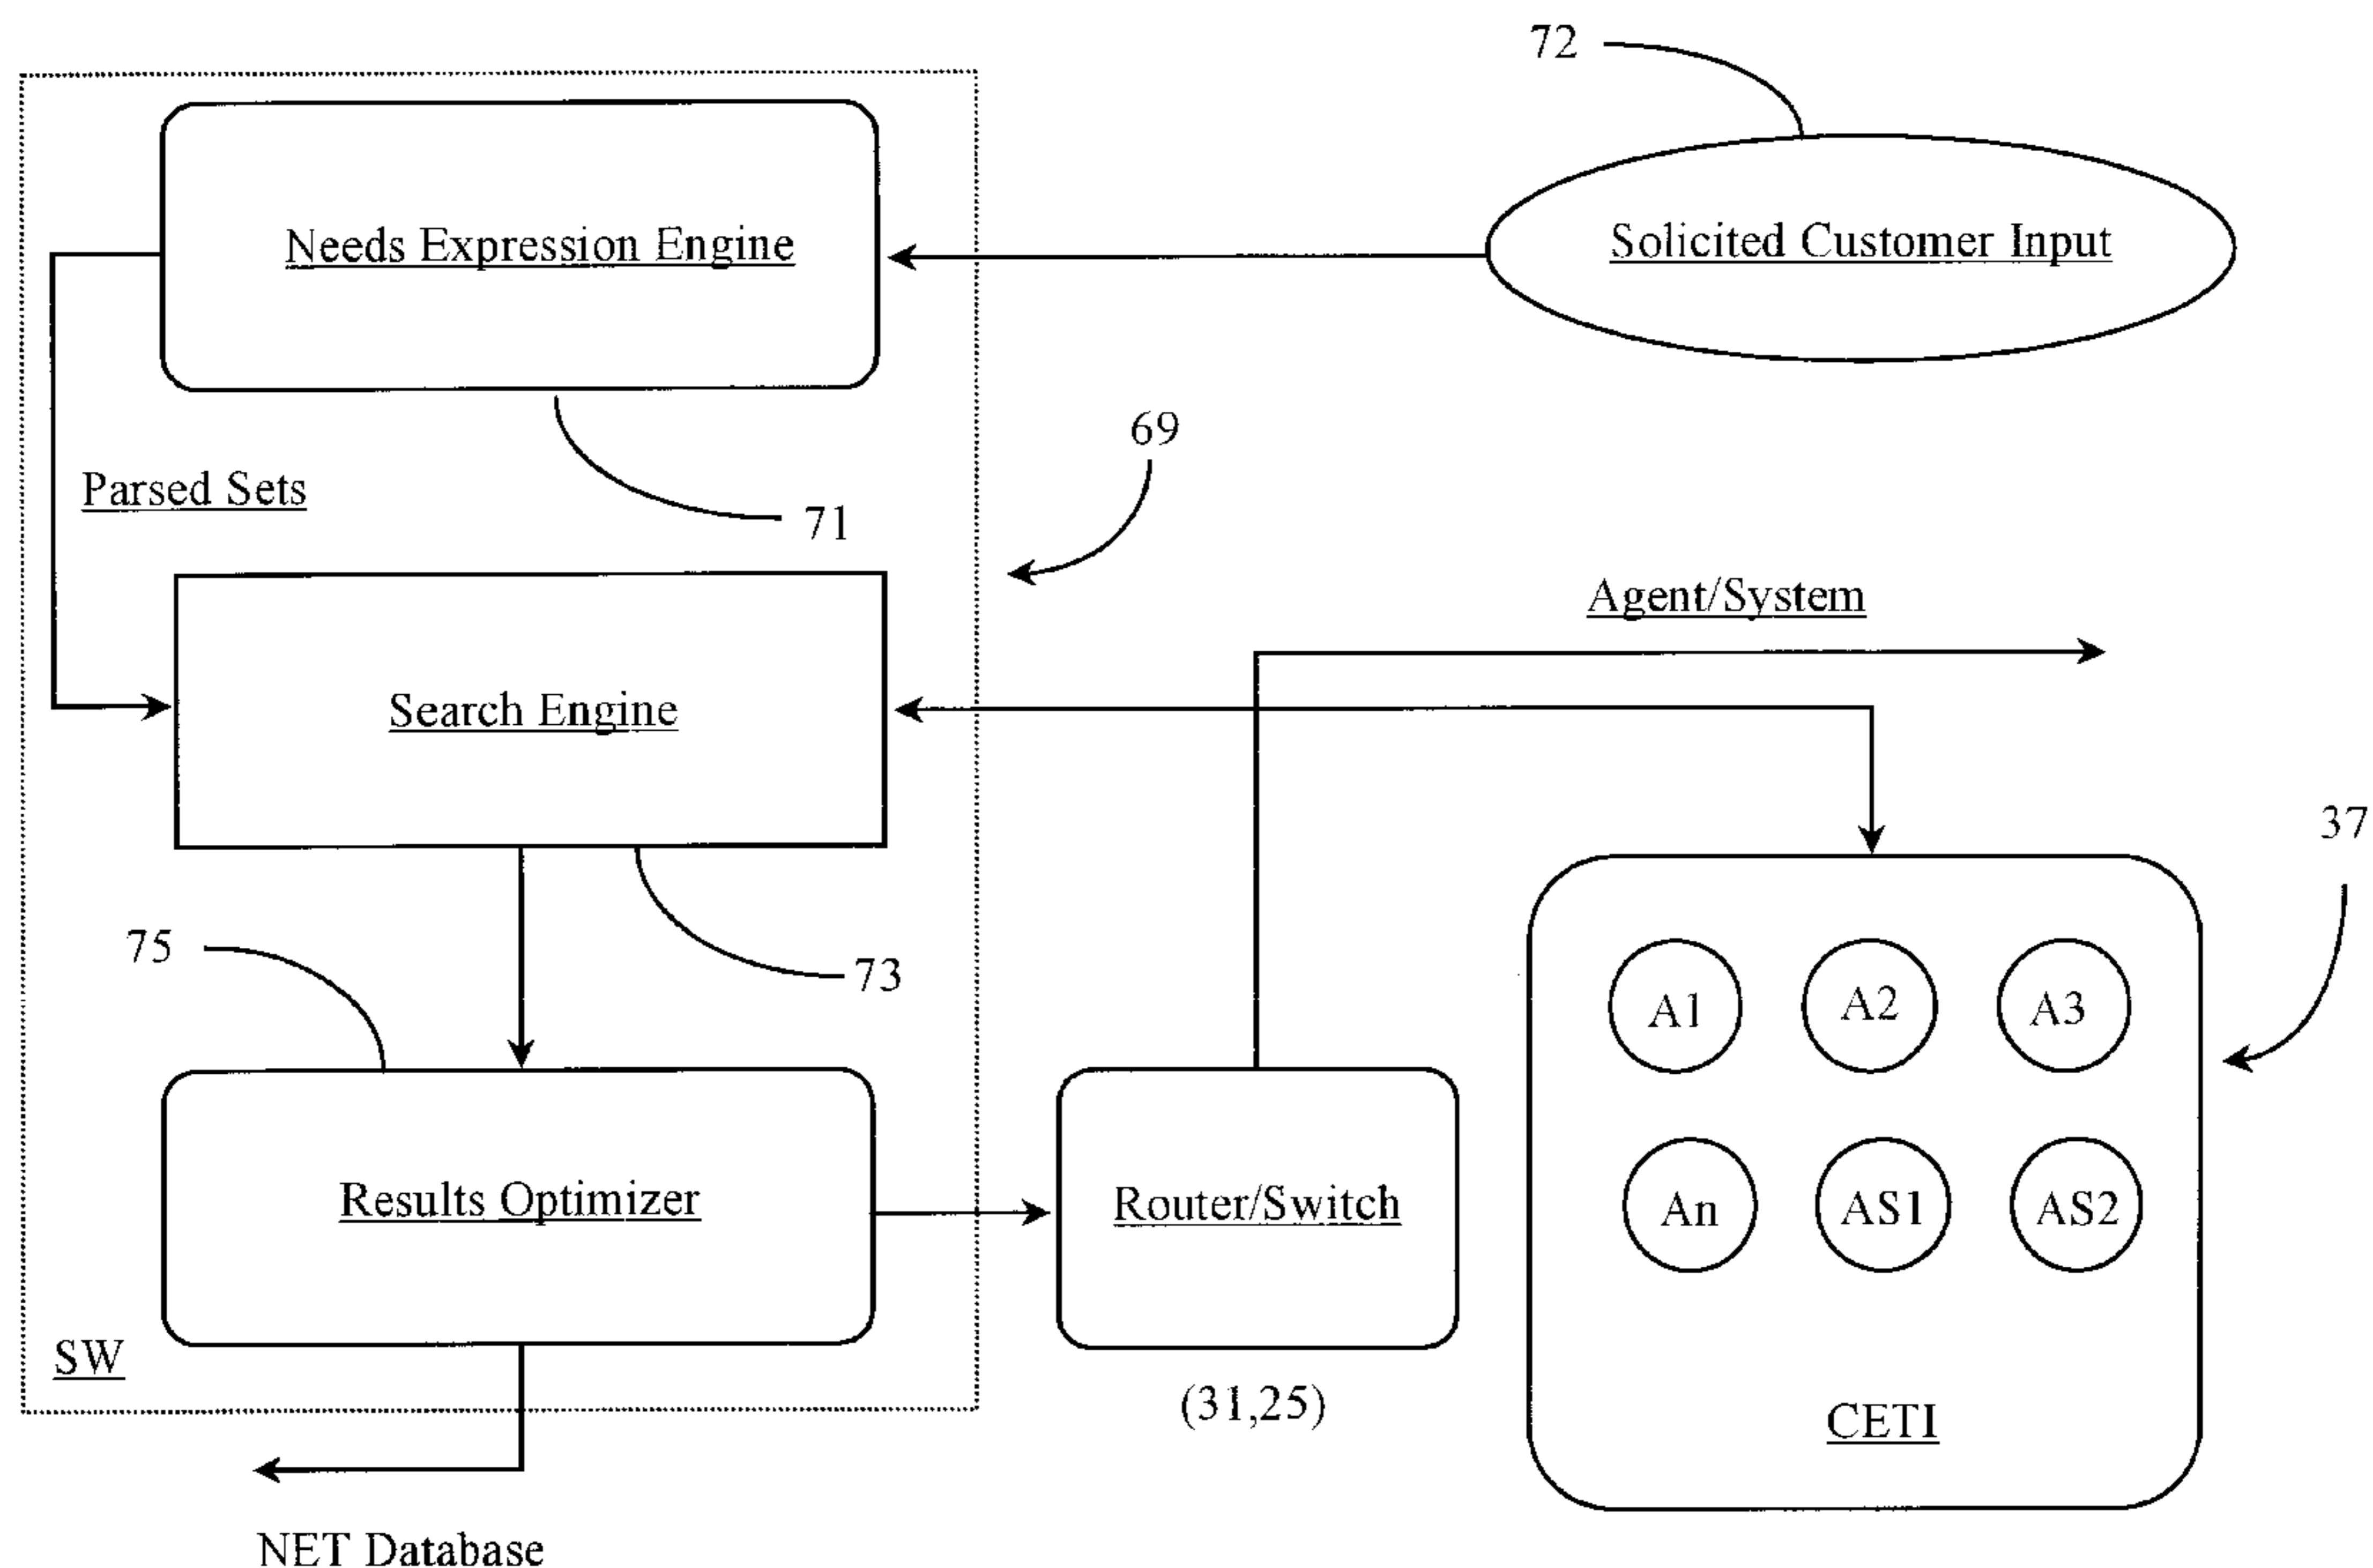 72
Needs Expression Engine
Solicited Customer Input
69
Parsed Sets
71
Agent/System
Search Engine
37
75
73
A1 A2 A3
Results Optimizer
Router/Switch
An AS1 AS2
SW
(31,25)
CETI
NET Database